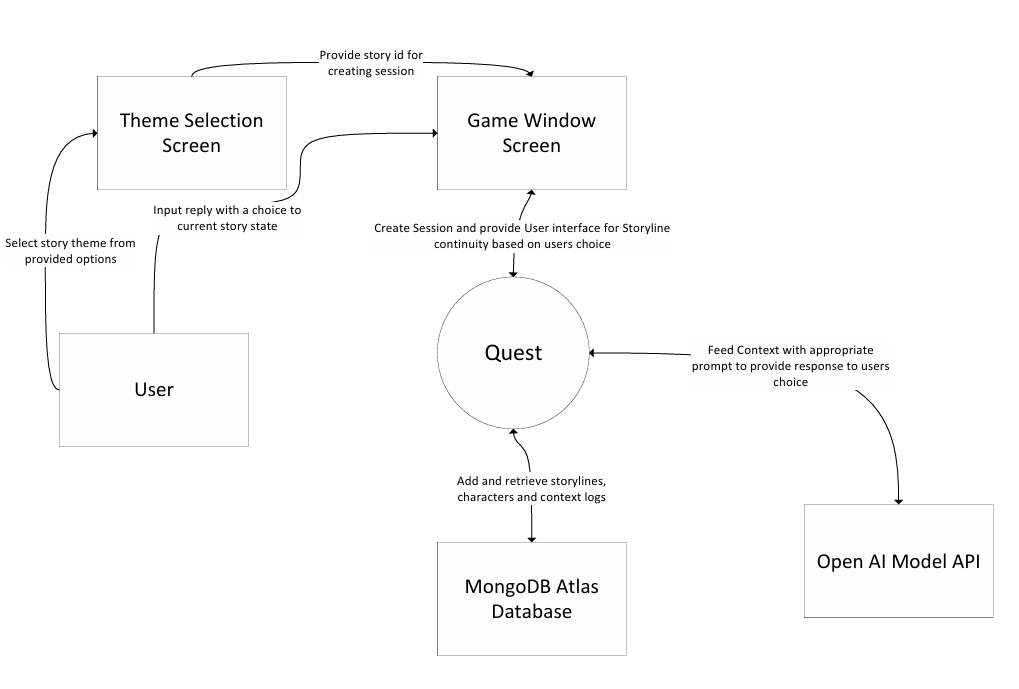 Provide story id for
creating session
Theme Selection
Screen
Game Window
Screen
Input reply with a choice to
current story state
Create Session and provide User interface for Storyline
continuity based on users choice
Select story theme from
provided options
User
Quest
Feed Context with appropriate
prompt to provide response to users
choice
Add and retrieve storylines,
characters and context logs
Open AI Model API
MongoDB Atlas
Database